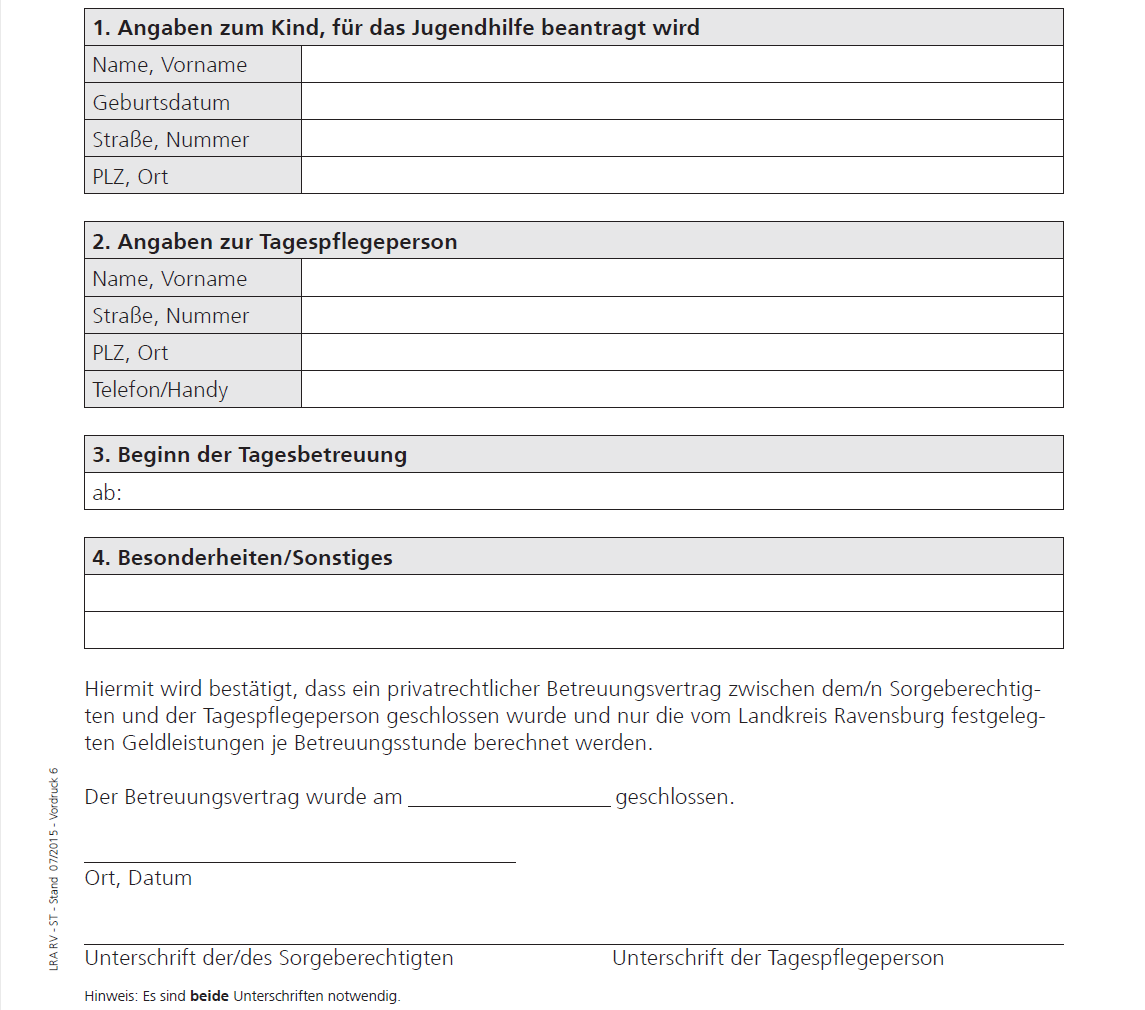 1. Angaben zum Kind, für das Jugendhilfe beantragt wird
Name, Vorname
Geburtsdatum
Straße, Nummer
PLZ, Ort
2. Angaben zur Tagespflegeperson
Name, Vorname
Straße, Nummer
PLZ, Ort
Telefon/Handy
3. Beginn der Tagesbetreuung
ab:
4. Besonderheiten/Sonstiges
Hiermit wird bestätigt, dass ein privatrechtlicher Betreuungsvertrag zwischen dem/n Sorgeberechtig-
ten und der Tagespflegeperson geschlossen wurde und nur die vom Landkreis Ravensburg festgeleg-
ten Geldleistungen je Betreuungsstunde berechnet werden.
Der Betreuungsvertrag wurde am ____________________ geschlossen.
Ort, Datum
Unterschrift der/des Sorgeberechtigten Unterschrift der Tagespflegeperson
Hinweis: Es sind beide Unterschriften notwendig.
LRA RV - ST - Stand 07/2015 - Vordruck 6